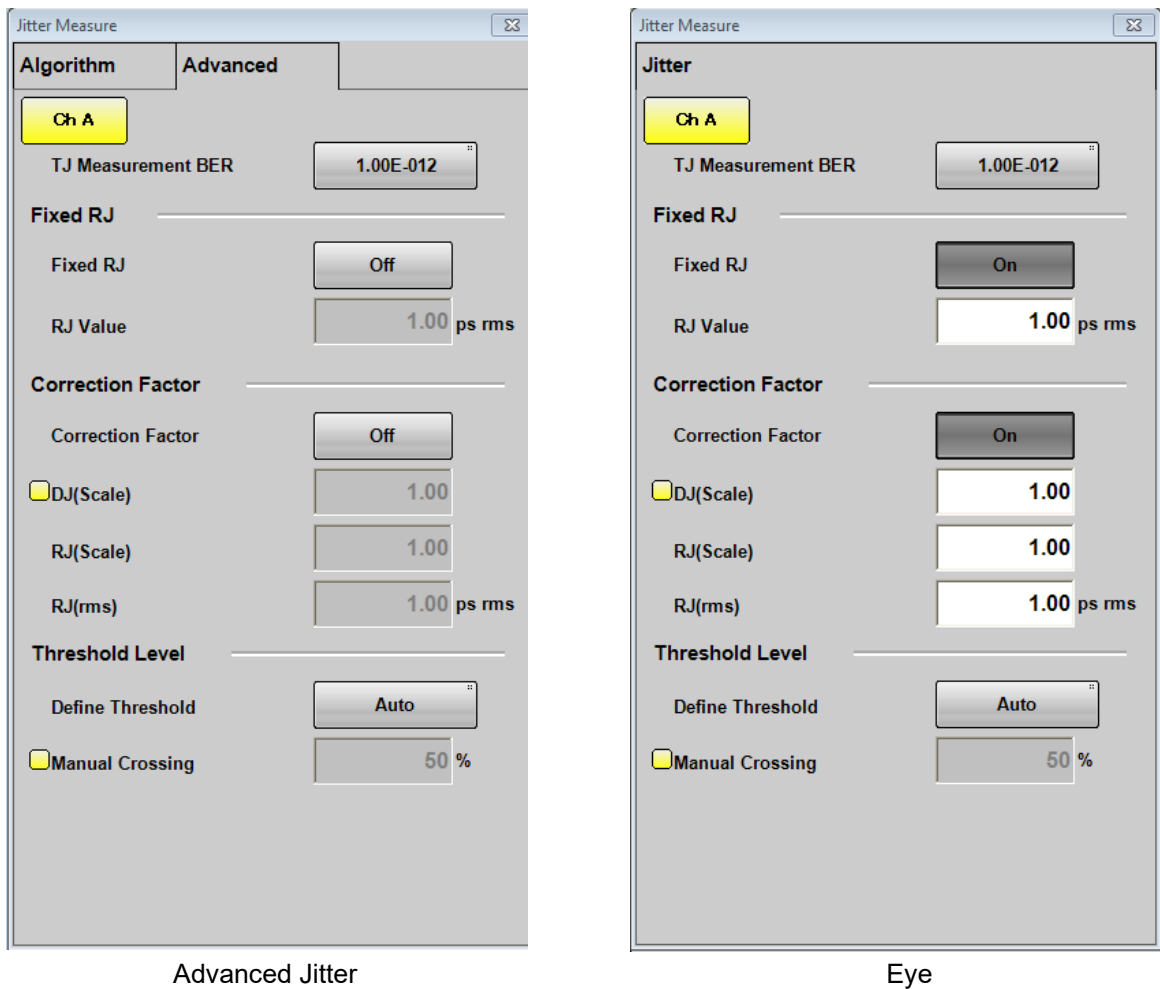 Jitter Measure
Algorithm Advanced
Ch A
TJ Measurement BER 1.00E-012
Fixed RJ
Fixed RJ Off
RJ Value 1.00 ps rms
Correction Factor
Correction Factor Off
DJ(Scale) 1.00
RJ(Scale) 1.00
RJ(rms) 1.00 ps rms
Threshold Level
Define Threshold Auto
Manual Crossing 50 %
Advanced Jitter
Jitter Measure
Jitter
Ch A
TJ Measurement BER 1.00E-012
Fixed RJ
Fixed RJ On
RJ Value 1.00 ps rms
Correction Factor
Correction Factor On
DJ(Scale) 1.00
RJ(Scale) 1.00
RJ(rms) 1.00 ps rms
Threshold Level
Define Threshold Auto
Manual Crossing 50 %
Eye